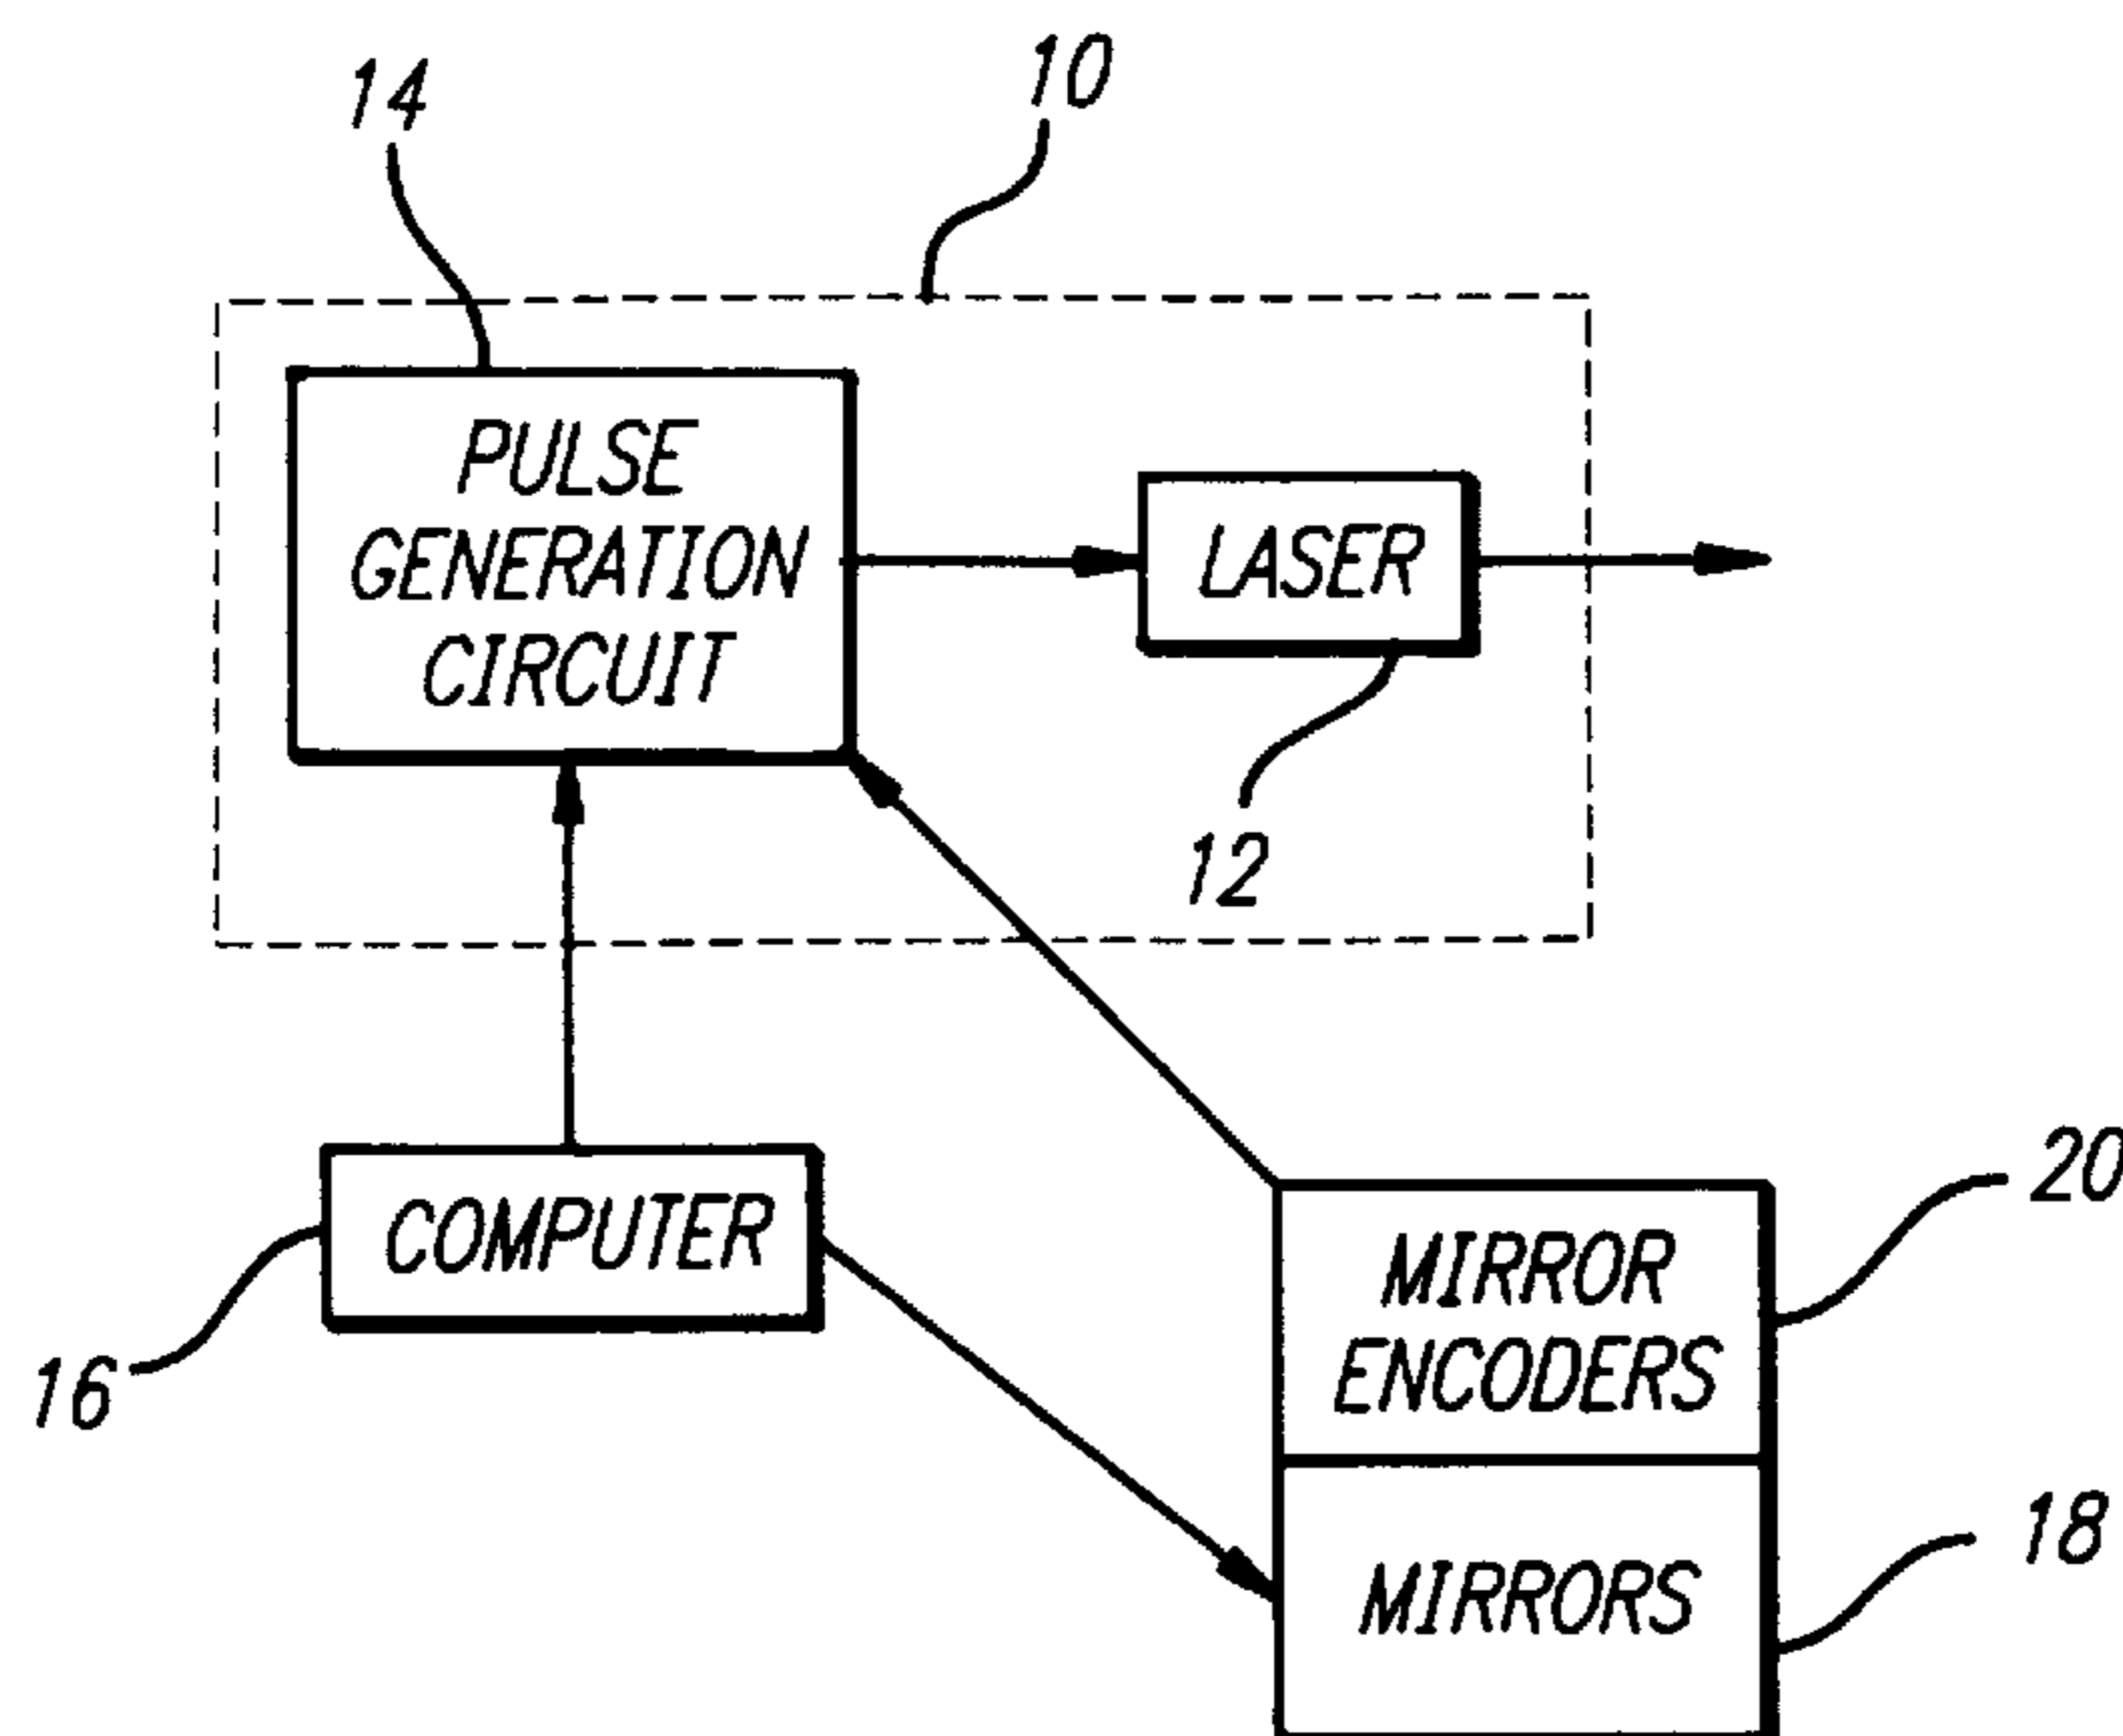 14
10
PULSE
GENERATION
CIRCUIT
LASER
12
COMPUTER
16
MIRROR
ENCODERS
20
MIRRORS
18